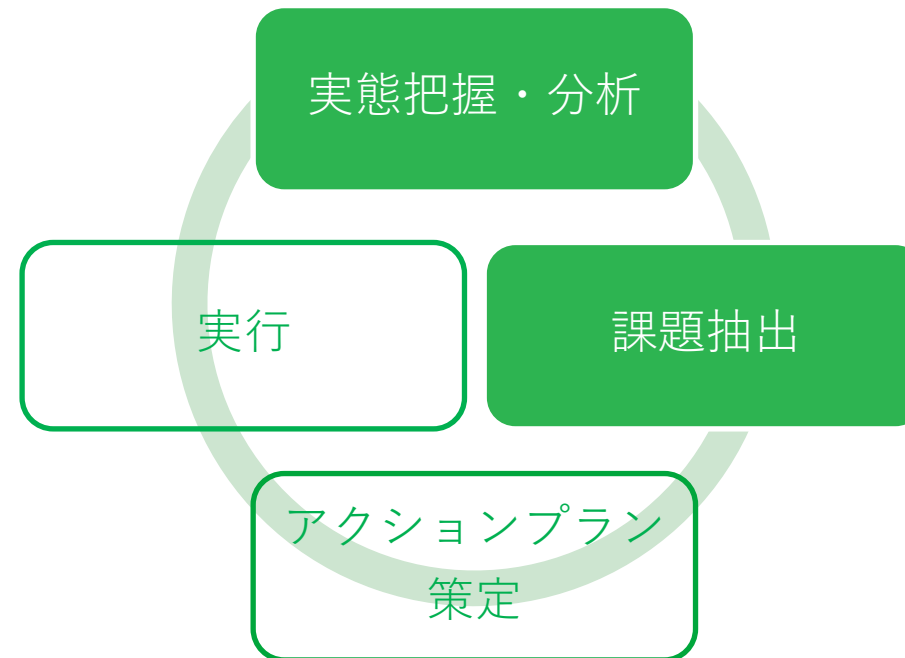 実態把握・分析
実行
課題抽出
アクションプラン
策定